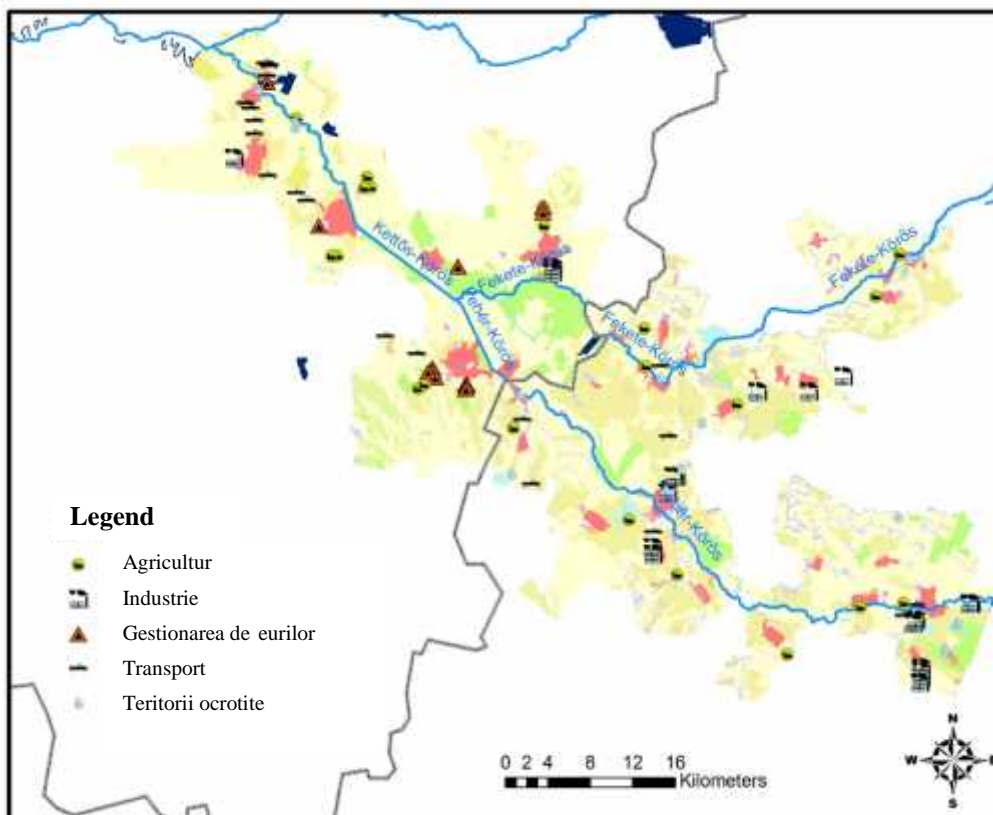 Kettős-Körös
Fekete-Körös
Fehér-Körös
Fekete-Körös
Fekete-Körös
Fehér-Körös
Legend
Agricultur
Industrie
Gestionarea de eurilor
Transport
Teritorii ocrotite
0 2 4 8 12 16
Kilometers
N
W E
S